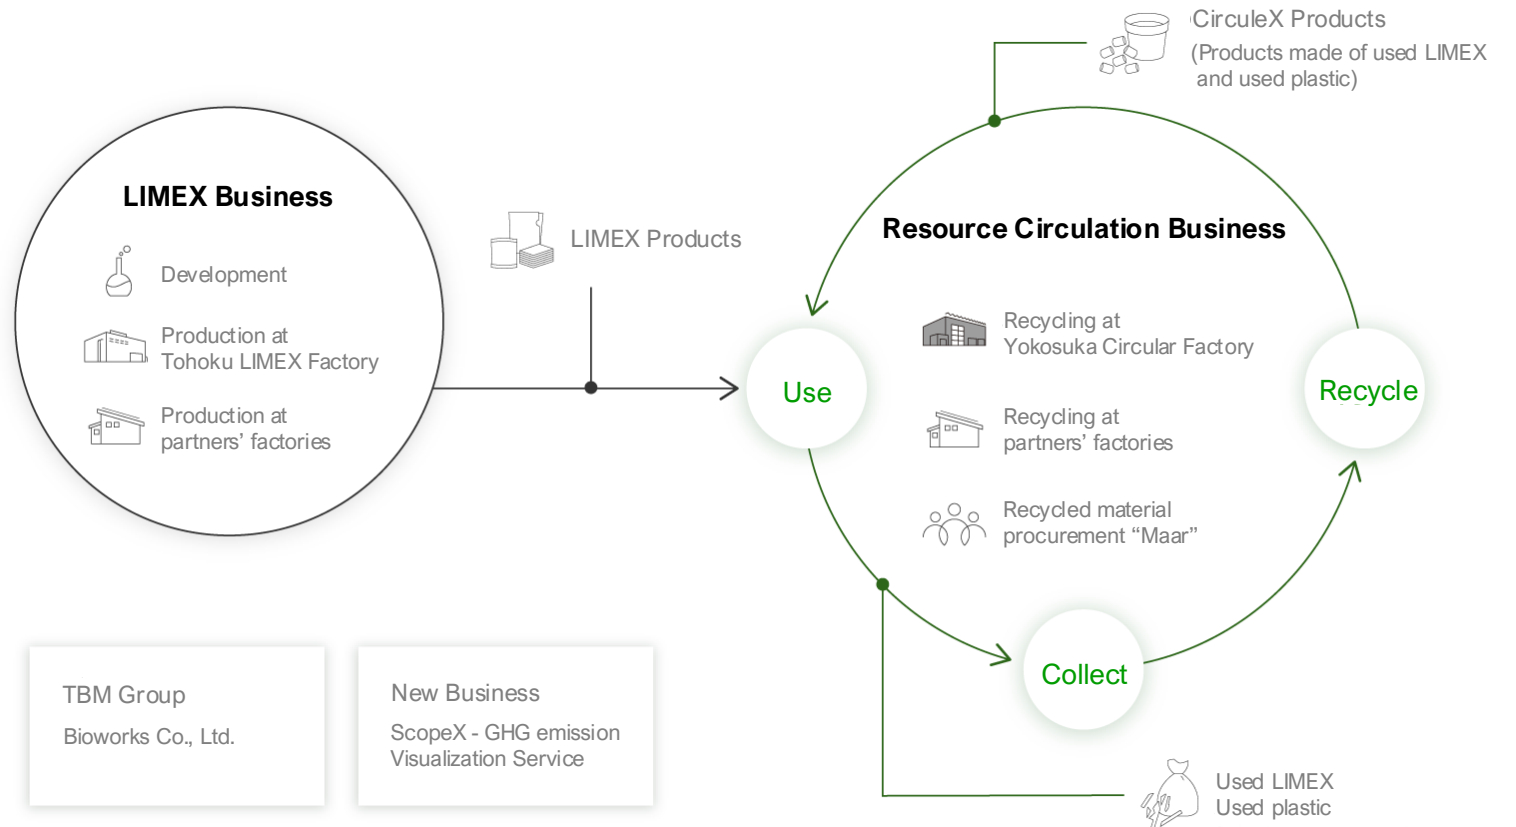 CirculeX Products
(Products made of used LIMEX
and used plastic)
LIMEX Business
Development
Production at
Tohoku LIMEX Factory
Production at
partners’ factories
LIMEX Products
Resource Circulation Business
Recycling at
Yokosuka Circular Factory
Recycling at
partners’ factories
Recycled material
procurement “Maar”
Use
Recycle
Collect
TBM Group
Bioworks Co., Ltd.
New Business
ScopeX - GHG emission
Visualization Service
Used LIMEX
Used plastic